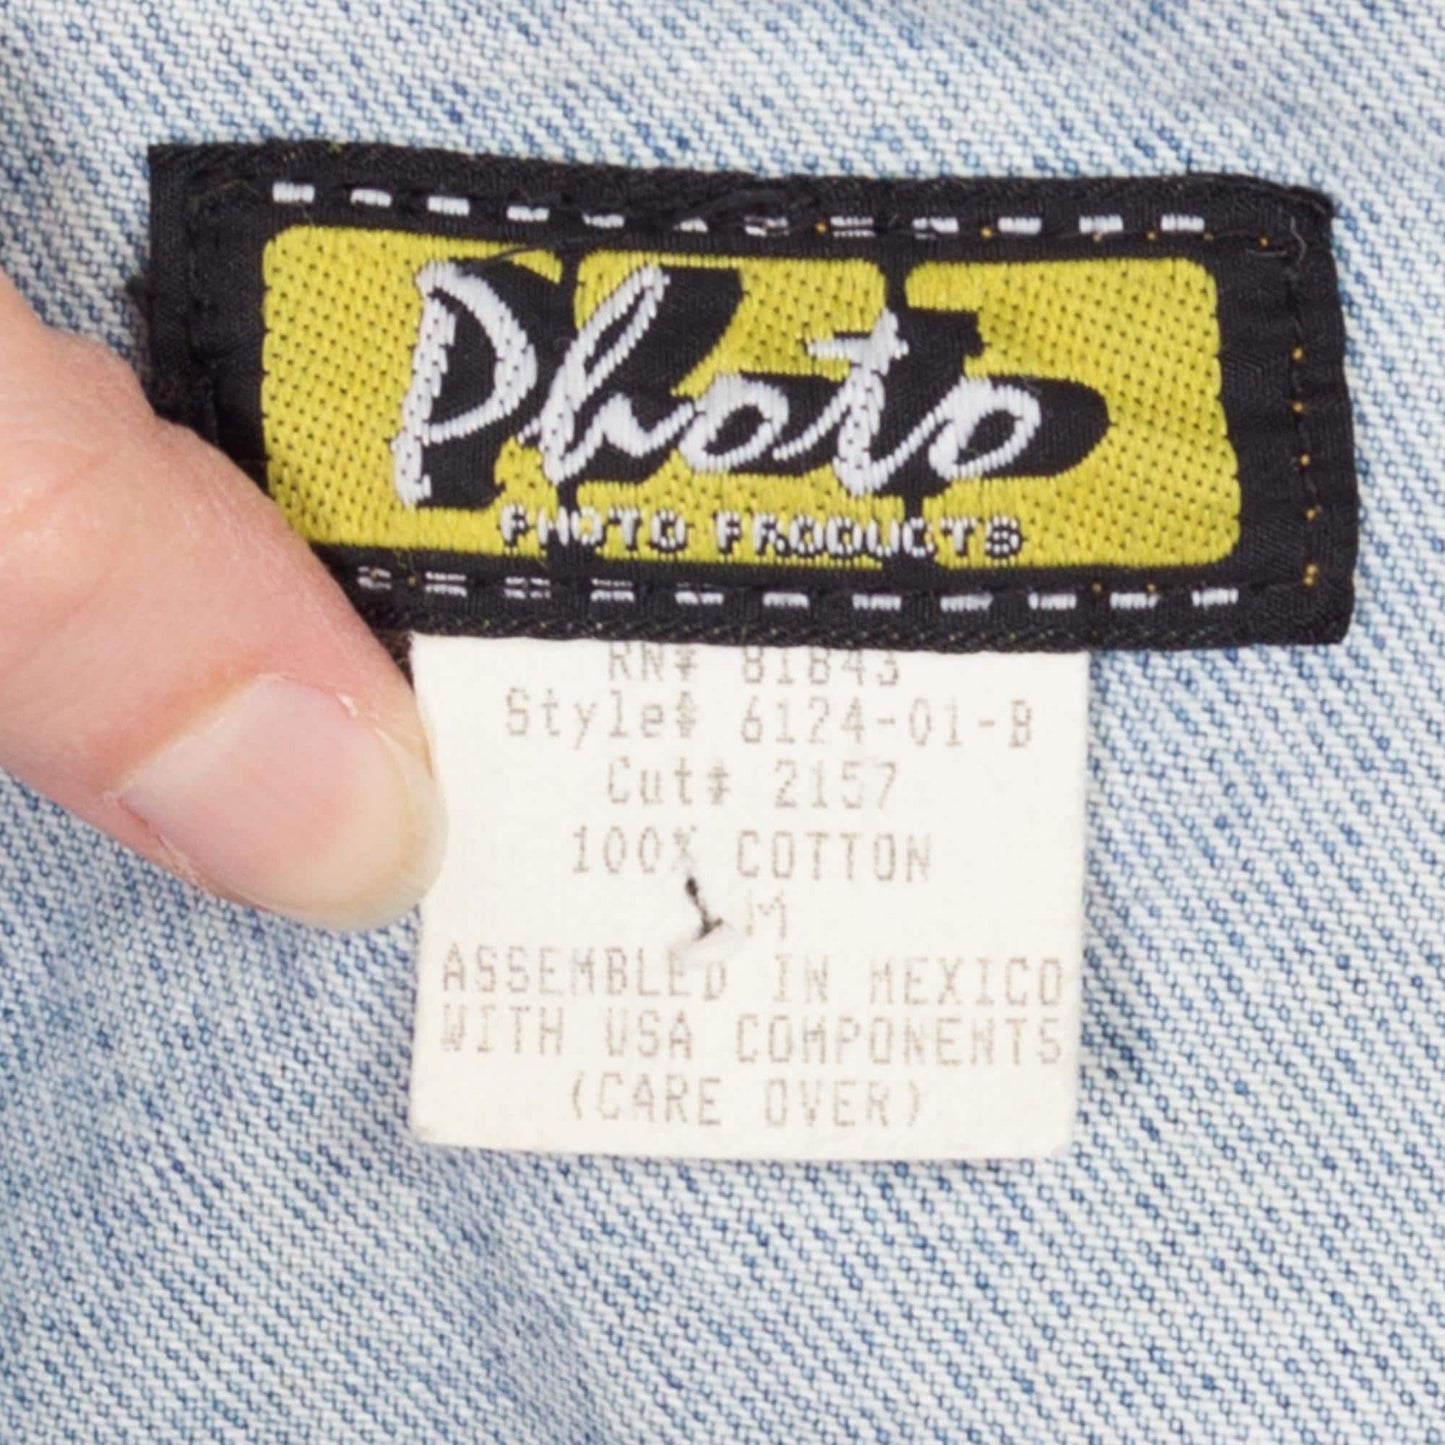 Photo
PHOTO PRODUCTS
RN# 81843
Style# 6124-01-B
Cut# 2157
100% COTTON
M
ASSEMBLED IN MEXICO
WITH USA COMPONENTS
(CARE OVER)